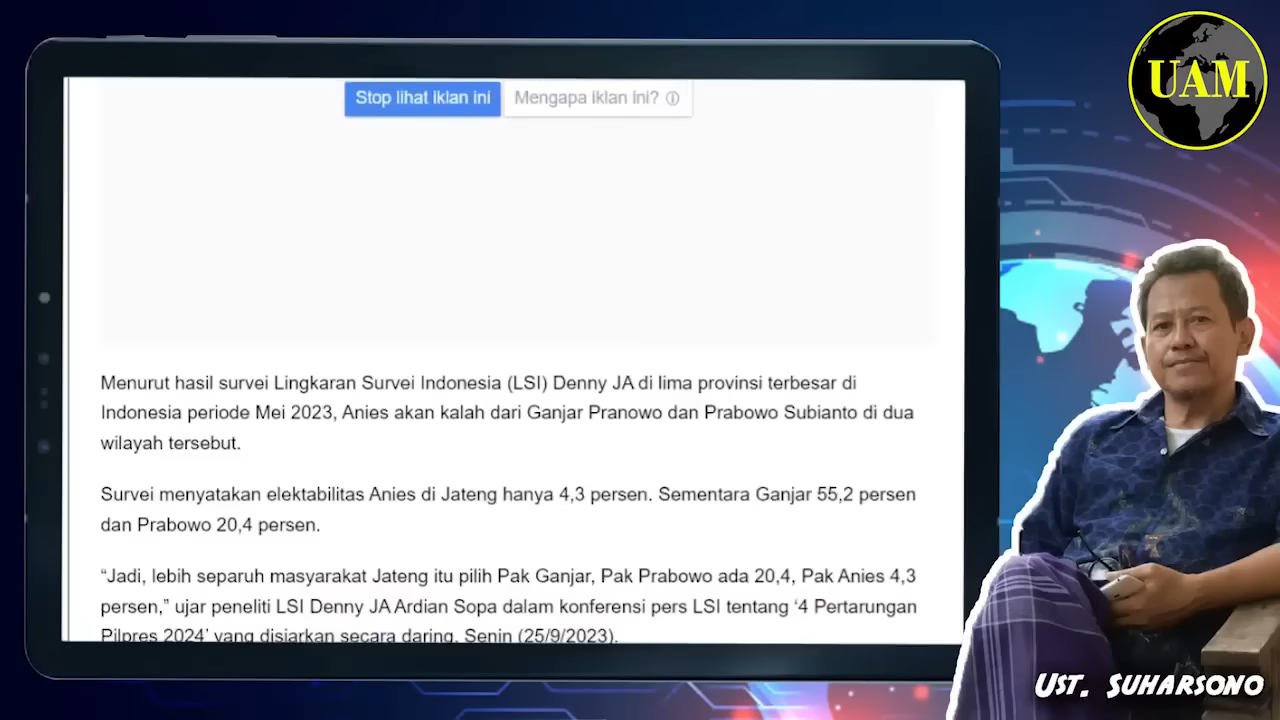 Stop lihat iklan ini
Mengapa iklan ini?
UAM
Menurut hasil survei Lingkaran Survei Indonesia (LSI) Denny JA di lima provinsi terbesar di
Indonesia periode Mei 2023, Anies akan kalah dari Ganjar Pranowo dan Prabowo Subianto di dua
wilayah tersebut.
Survei menyatakan elektabilitas Anies di Jateng hanya 4,3 persen. Sementara Ganjar 55,2 persen
dan Prabowo 20,4 persen.
“Jadi, lebih separuh masyarakat Jateng itu pilih Pak Ganjar, Pak Prabowo ada 20,4, Pak Anies 4,3
persen,” ujar peneliti LSI Denny JA Ardian Sopa dalam konferensi pers LSI tentang ‘4 Pertarungan
Pilpres 2024’ yang disiarkan secara daring, Senin (25/9/2023).
Ust. Suharsono